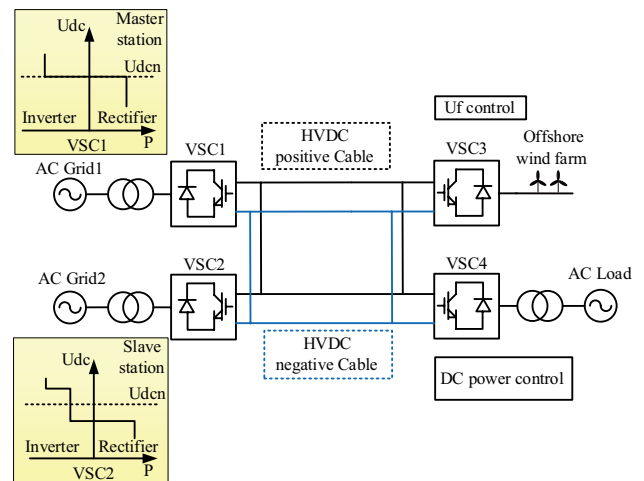 Udc
Master
station
Udcn
Inverter
Rectifier
VSC1
P
Uf control
HVDC
positive Cable
VSC1
VSC3
Offshore
wind farm
AC Grid1
VSC2
VSC4
AC Grid2
AC Load
HVDC
negative Cable
DC power control
Udc
Slave
station
Udcn
Inverter
Rectifier
VSC2
P